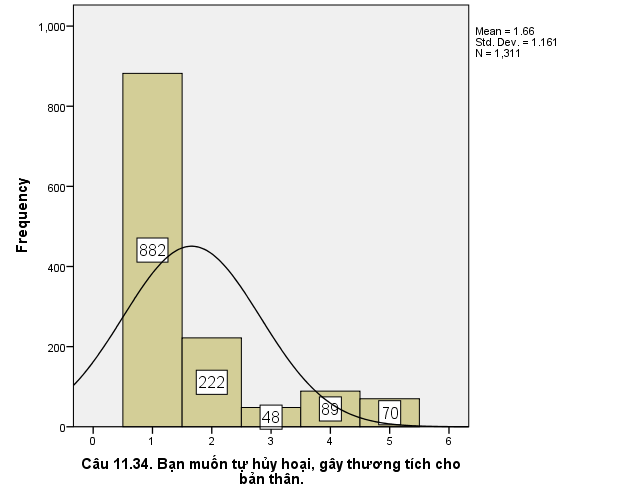 Mean = 1.66
Std. Dev. = 1.161
N = 1,311
Frequency
1,000
800
600
400
200
0
882
222
48
89
70
0 1 2 3 4 5 6
Câu 11.34. Bạn muốn tự hủy hoại, gây thương tích cho
bản thân.